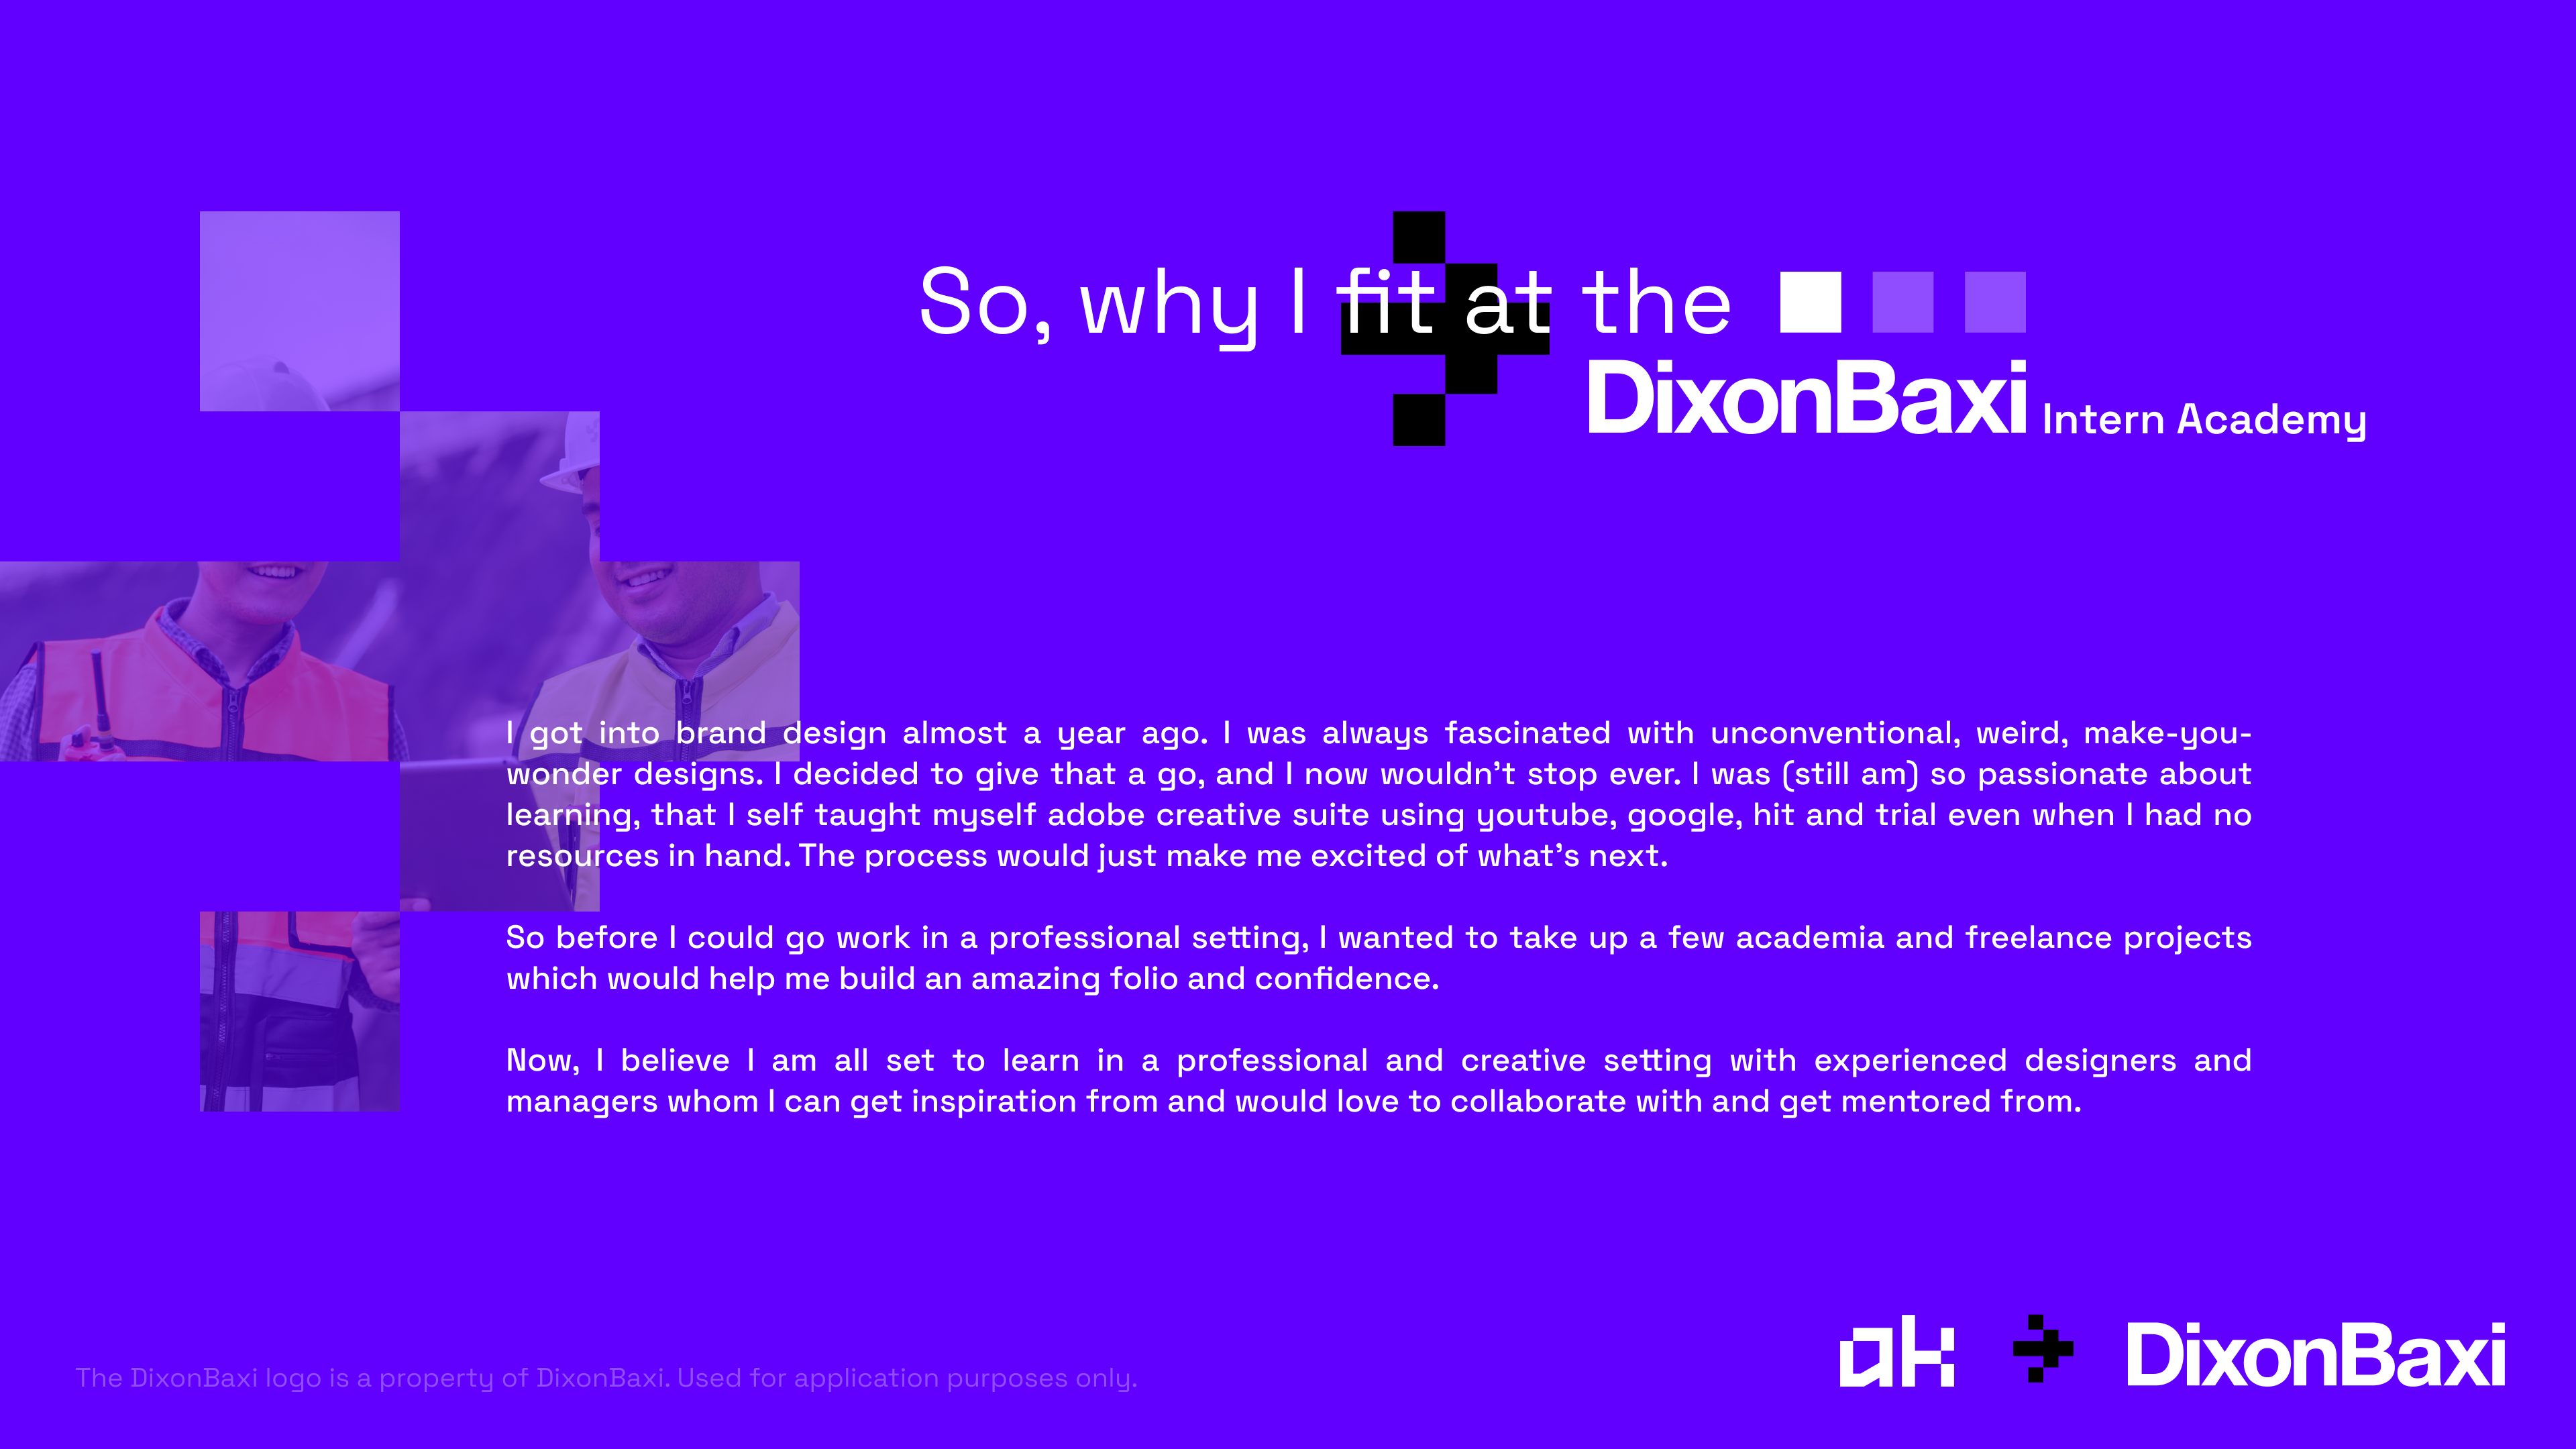 So, why I fit at the
DixonBaxi Intern Academy
I got into brand design almost a year ago. I was always fascinated with unconventional, weird, make-you-
wonder designs. I decided to give that a go, and I now wouldn’t stop ever. I was (still am) so passionate about
learning, that I self taught myself adobe creative suite using youtube, google, hit and trial even when I had no
resources in hand. The process would just make me excited of what’s next.
So before I could go work in a professional setting, I wanted to take up a few academia and freelance projects
which would help me build an amazing folio and confidence.
Now, I believe I am all set to learn in a professional and creative setting with experienced designers and
managers whom I can get inspiration from and would love to collaborate with and get mentored from.
The DixonBaxi logo is a property of DixonBaxi. Used for application purposes only.
ak DixonBaxi